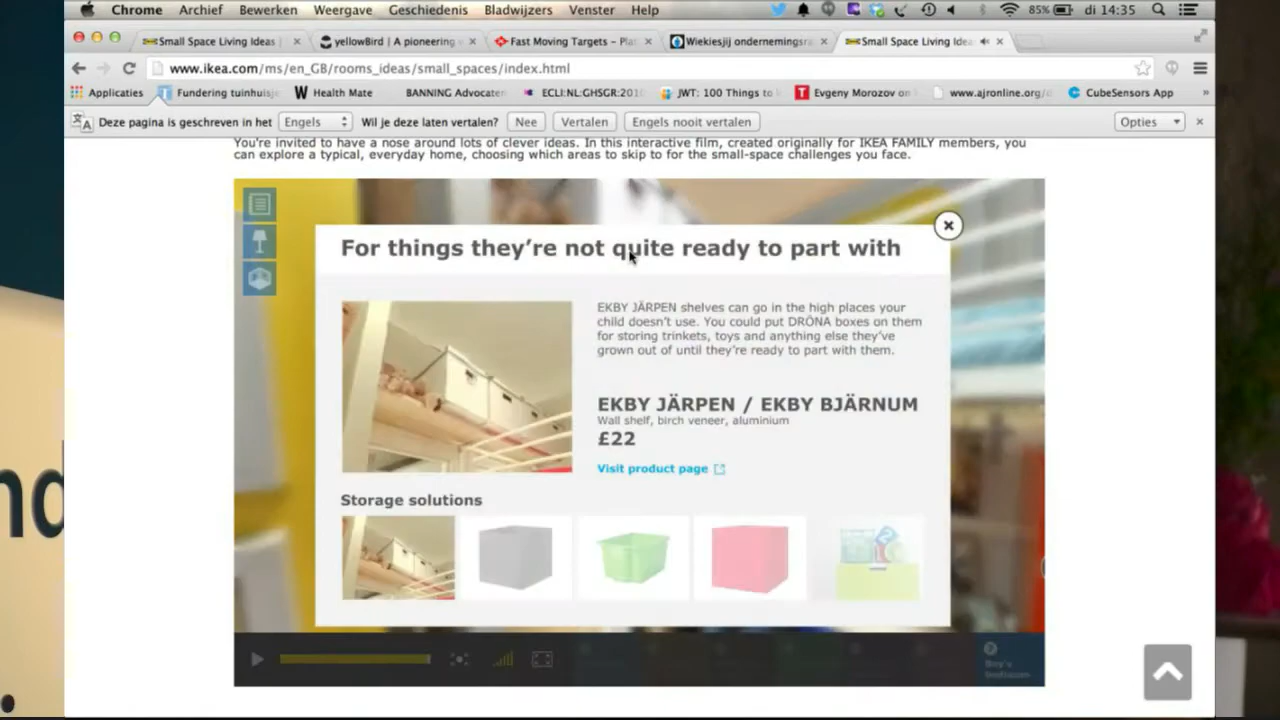 Chrome Archief Bewerken Weergave Geschiedenis Bladwijzers Venster Help 85% di 14:35
Small Space Living Ideas yellowBird | A pioneering v Fast Moving Targets – Pla Wiekiesjij ondernemingsra Small Space Living Idea
www.ikea.com/ms/en_GB/rooms_ideas/small_spaces/index.html
Applicaties Fundering tuinhuisje Health Mate BANNING Advocaten ECLI:NL:GHSGR:201 JWT: 100 Things to Evgeny Morozov on www.ajronline.org/ CubeSensors App »
Deze pagina is geschreven in het Engels Wil je deze laten vertalen? Nee Vertalen Engels nooit vertalen Opties
You're invited to have a nose around lots of clever ideas. In this interactive film, created originally for IKEA FAMILY members, you
can explore a typical, everyday home, choosing which areas to skip to for the small-space challenges you face.
For things they're not quite ready to part with
EKBY JÄRPEN shelves can go in the high places your
child doesn't use. You could put DRÖNA boxes on them
for storing trinkets, toys and anything else they've
grown out of until they're ready to part with them.
EKBY JÄRPEN / EKBY BJÄRNUM
Wall shelf, birch veneer, aluminium
£22
Visit product page
Storage solutions
nd